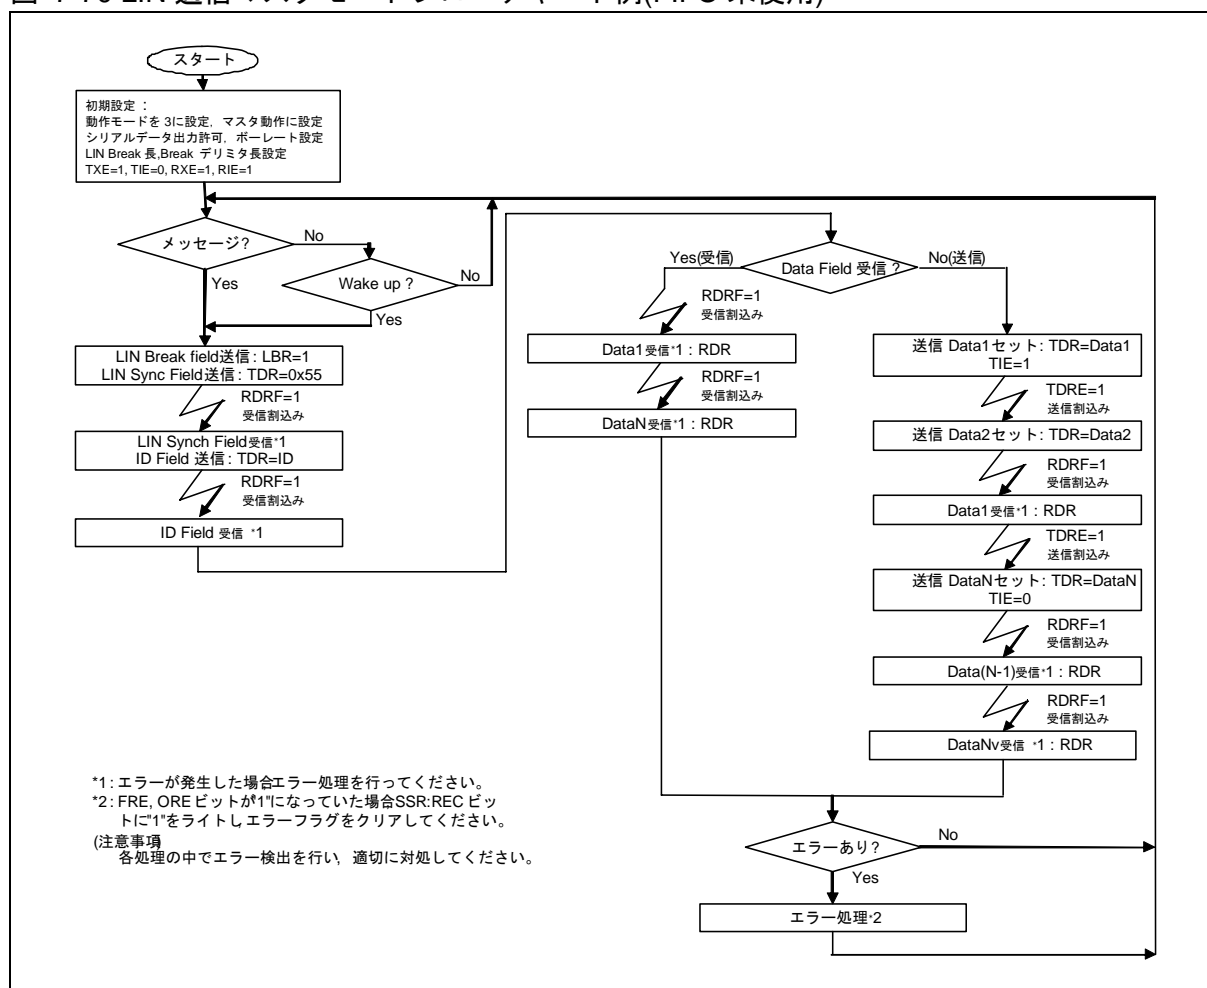 スタート
初期設定 :
動作モードを 3に設定, マスタ動作に設定
シリアルデータ出力許可, ボーレート設定
LIN Break 長,Break デリミタ長設定
TXE=1, TIE=0, RXE=1, RIE=1
メッセージ?
No
Yes
Wake up ?
No
Yes
LIN Break field送信 : LBR=1
LIN Sync Field送信 : TDR=0x55
RDRF=1
受信割込み
LIN Synch Field受信*1
ID Field 送信 : TDR=ID
RDRF=1
受信割込み
ID Field 受信 *1
Data Field 受信 ?
Yes(受信)
No(送信)
RDRF=1
受信割込み
Data1受信*1 : RDR
RDRF=1
受信割込み
DataN受信*1 : RDR
送信 Data1セット: TDR=Data1
TIE=1
TDRE=1
送信割込み
送信 Data2セット: TDR=Data2
RDRF=1
受信割込み
Data1受信*1 : RDR
TDRE=1
送信割込み
送信 DataNセット: TDR=DataN
TIE=0
RDRF=1
受信割込み
Data(N-1)受信*1 : RDR
RDRF=1
受信割込み
DataNv受信 *1 : RDR
エラーあり?
No
Yes
エラー処理*2
*1 : エラーが発生した場合エラー処理を行ってください。
*2 : FRE, ORE ビットが"1"になっていた場合SSR:REC ビッ
トに"1"をライトし,エラーフラグをクリアしてください。
(注意事項)
各処理の中でエラー検出を行い, 適切に対処してください。